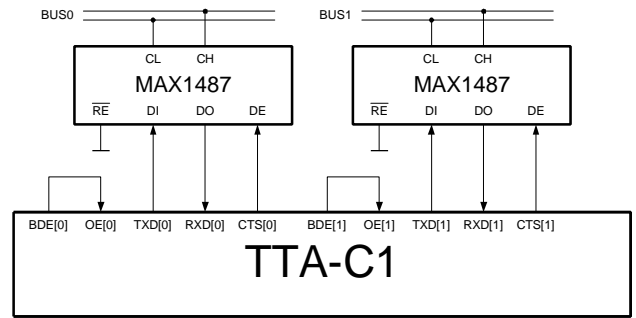 BUS0 BUS1
CL CH CL CH
MAX1487 MAX1487
RE DI DO DE RE DI DO DE
BDE[0] OE[0] TXD[0] RXD[0] CTS[0] BDE[1] OE[1] TXD[1] RXD[1] CTS[1]
TTA-C1